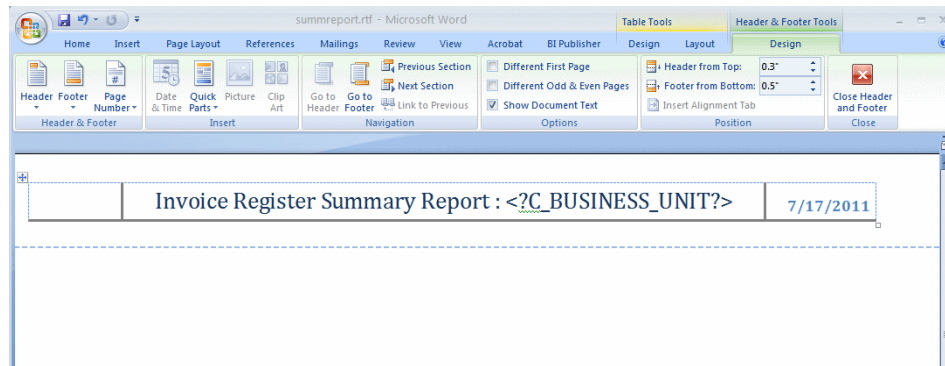 summreport.rtf - Microsoft Word
Table Tools
Header & Footer Tools
Home Insert Page Layout References Mailings Review View Acrobat BI Publisher Design Layout Design
Header Footer Page Number
Header & Footer
Date & Time Quick Parts Picture Clip Art
Insert
Go to Header Go to Footer
Previous Section
Next Section
Link to Previous
Navigation
Different First Page
Different Odd & Even Pages
Show Document Text
Options
Header from Top: 0.3"
Footer from Bottom: 0.5"
Insert Alignment Tab
Position
Close Header and Footer
Close
Invoice Register Summary Report : <?C_BUSINESS_UNIT?> 7/17/2011